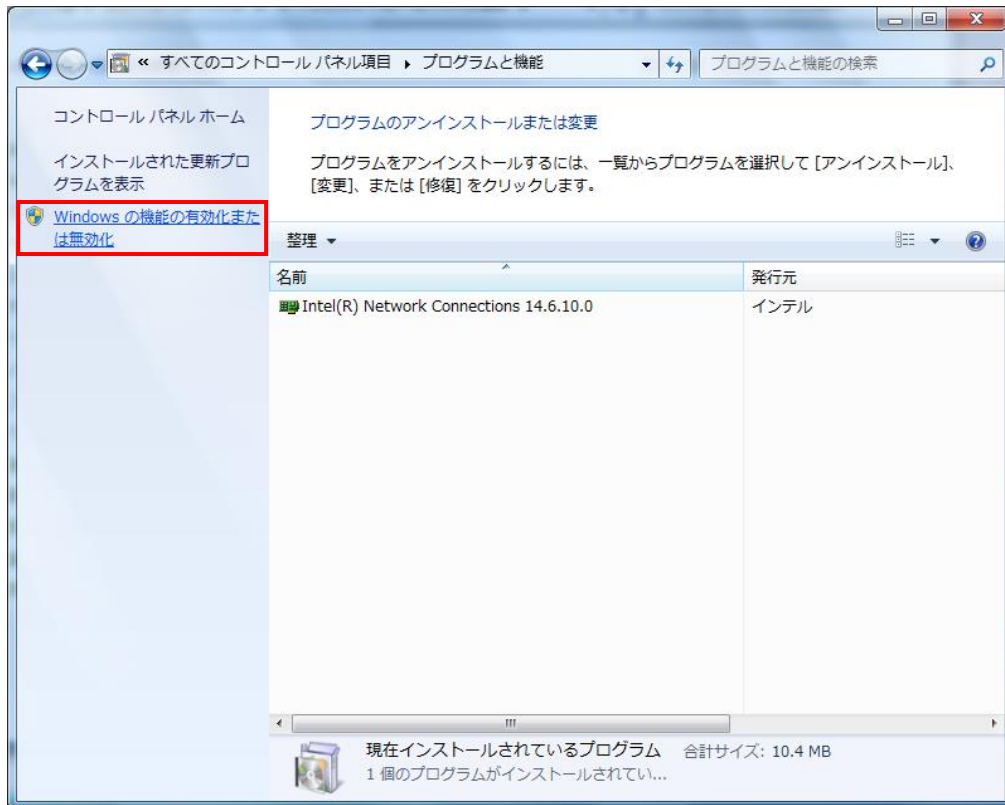 « すべてのコントロール パネル項目 ▸ プログラムと機能
プログラムと機能の検索
コントロール パネル ホーム
インストールされた更新プロ
グラムを表示
Windows の機能の有効化また
は無効化
プログラムのアンインストールまたは変更
プログラムをアンインストールするには、一覧からプログラムを選択して [アンインストール]、
[変更]、または [修復] をクリックします。
整理
名前
発行元
Intel(R) Network Connections 14.6.10.0
インテル
現在インストールされているプログラム
合計サイズ: 10.4 MB
1 個のプログラムがインストールされてい...